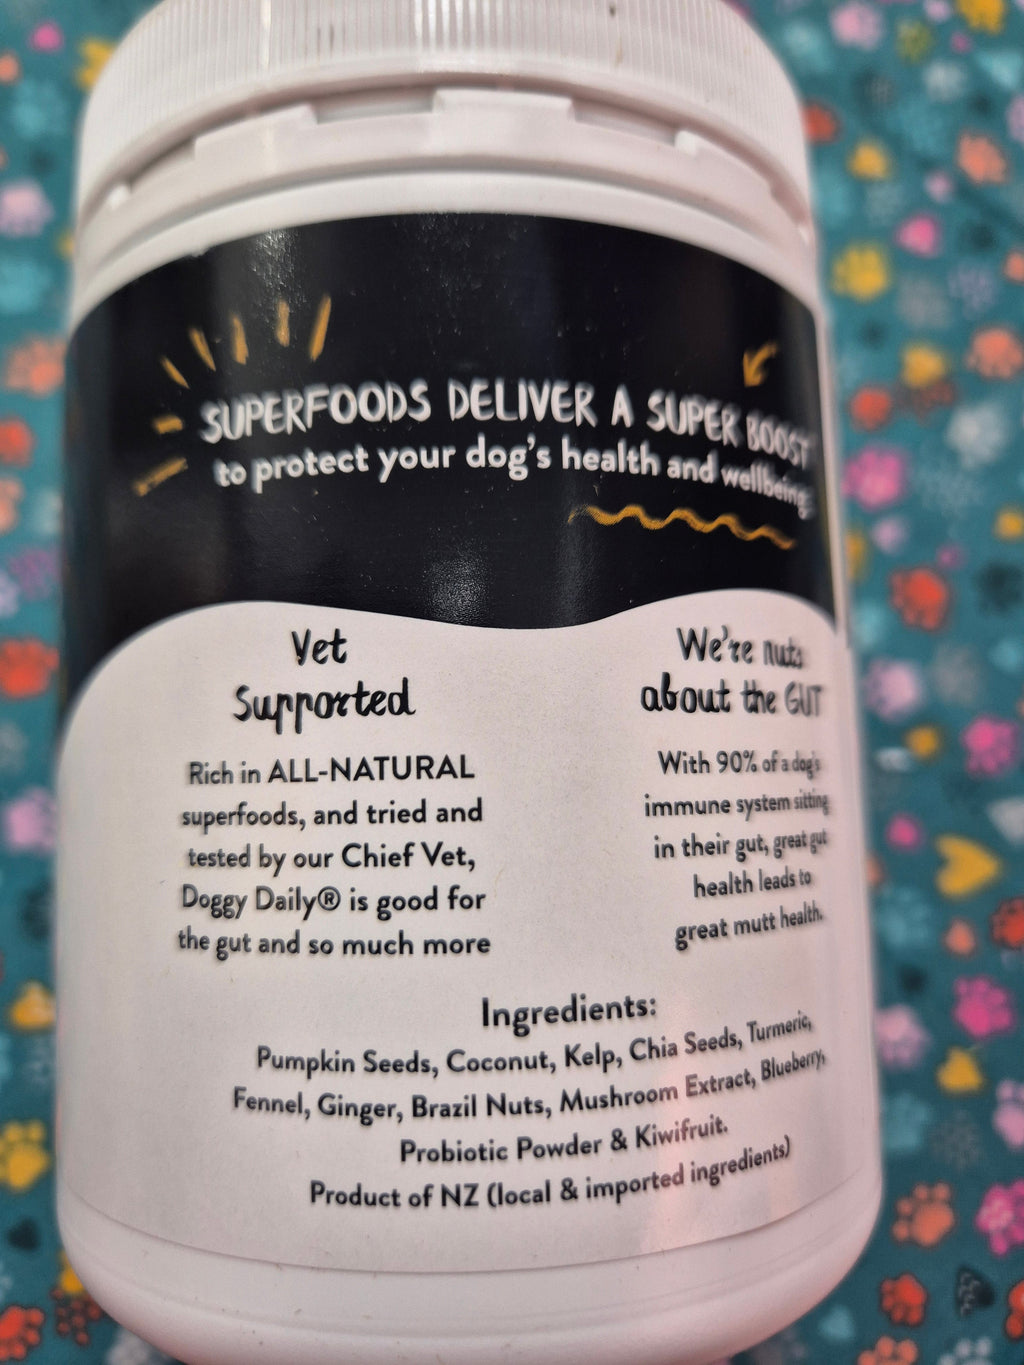 SUPERFOODS DELIVER A SUPER BOOST
to protect your dog's health and wellbeing.
Vet
Supported
Rich in ALL-NATURAL
superfoods, and tried and
tested by our Chief Vet,
Doggy Daily® is good for
the gut and so much more
We're nuts
about the GUT
With 90% of a dog's
immune system sitting
in their gut, great gut
health leads to
great mutt health.
Ingredients:
Pumpkin Seeds, Coconut, Kelp, Chia Seeds, Turmeric,
Fennel, Ginger, Brazil Nuts, Mushroom Extract, Blueberry,
Probiotic Powder & Kiwifruit.
Product of NZ (local & imported ingredients)